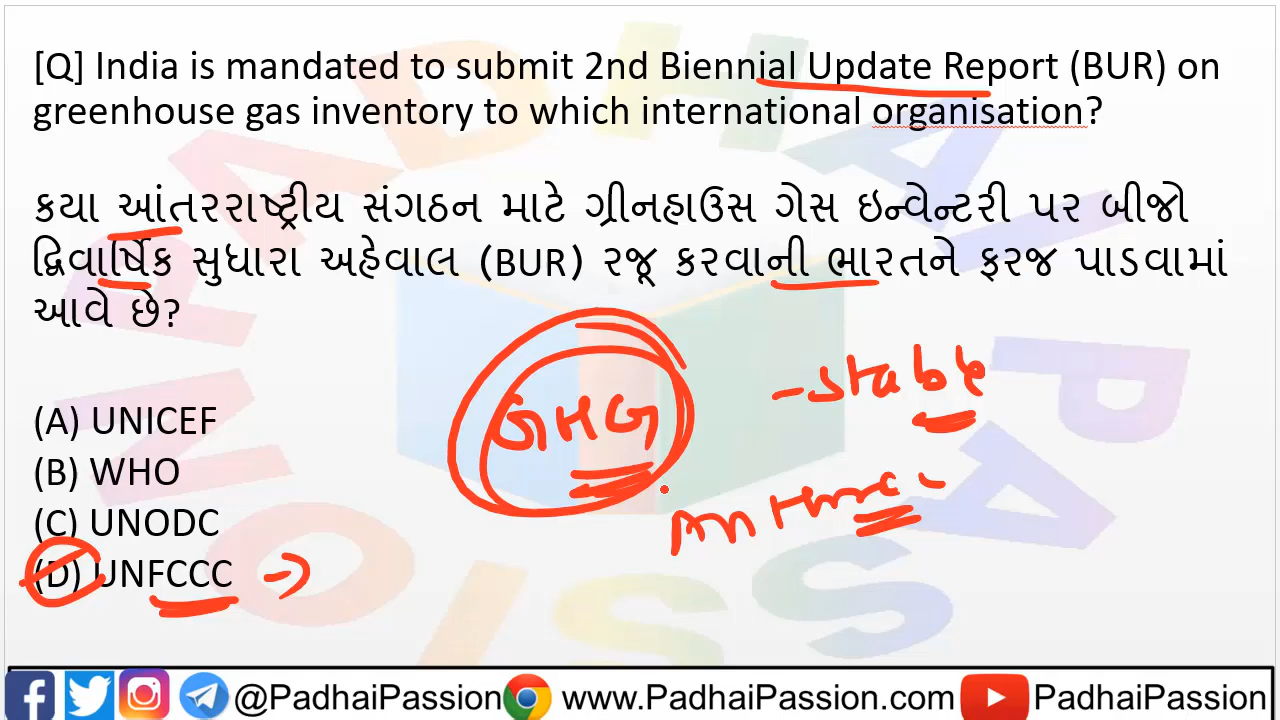 [Q] India is mandated to submit 2nd Biennial Update Report (BUR) on
greenhouse gas inventory to which international organisation?
કયા આંતરરાષ્ટ્રીય સંગઠન માટે ગ્રીનહાઉસ ગેસ ઇન્વેન્ટરી પર બીજો
દ્વિવાર્ષિક સુધારા અહેવાલ (BUR) રજૂ કરવાની ભારતને ફરજ પાડવામાં
આવે છે?
-stable
(A) UNICEF
(B) WHO
(C) UNODC
(D) UNFCCC
@PadhaiPassion www.PadhaiPassion.com PadhaiPassion